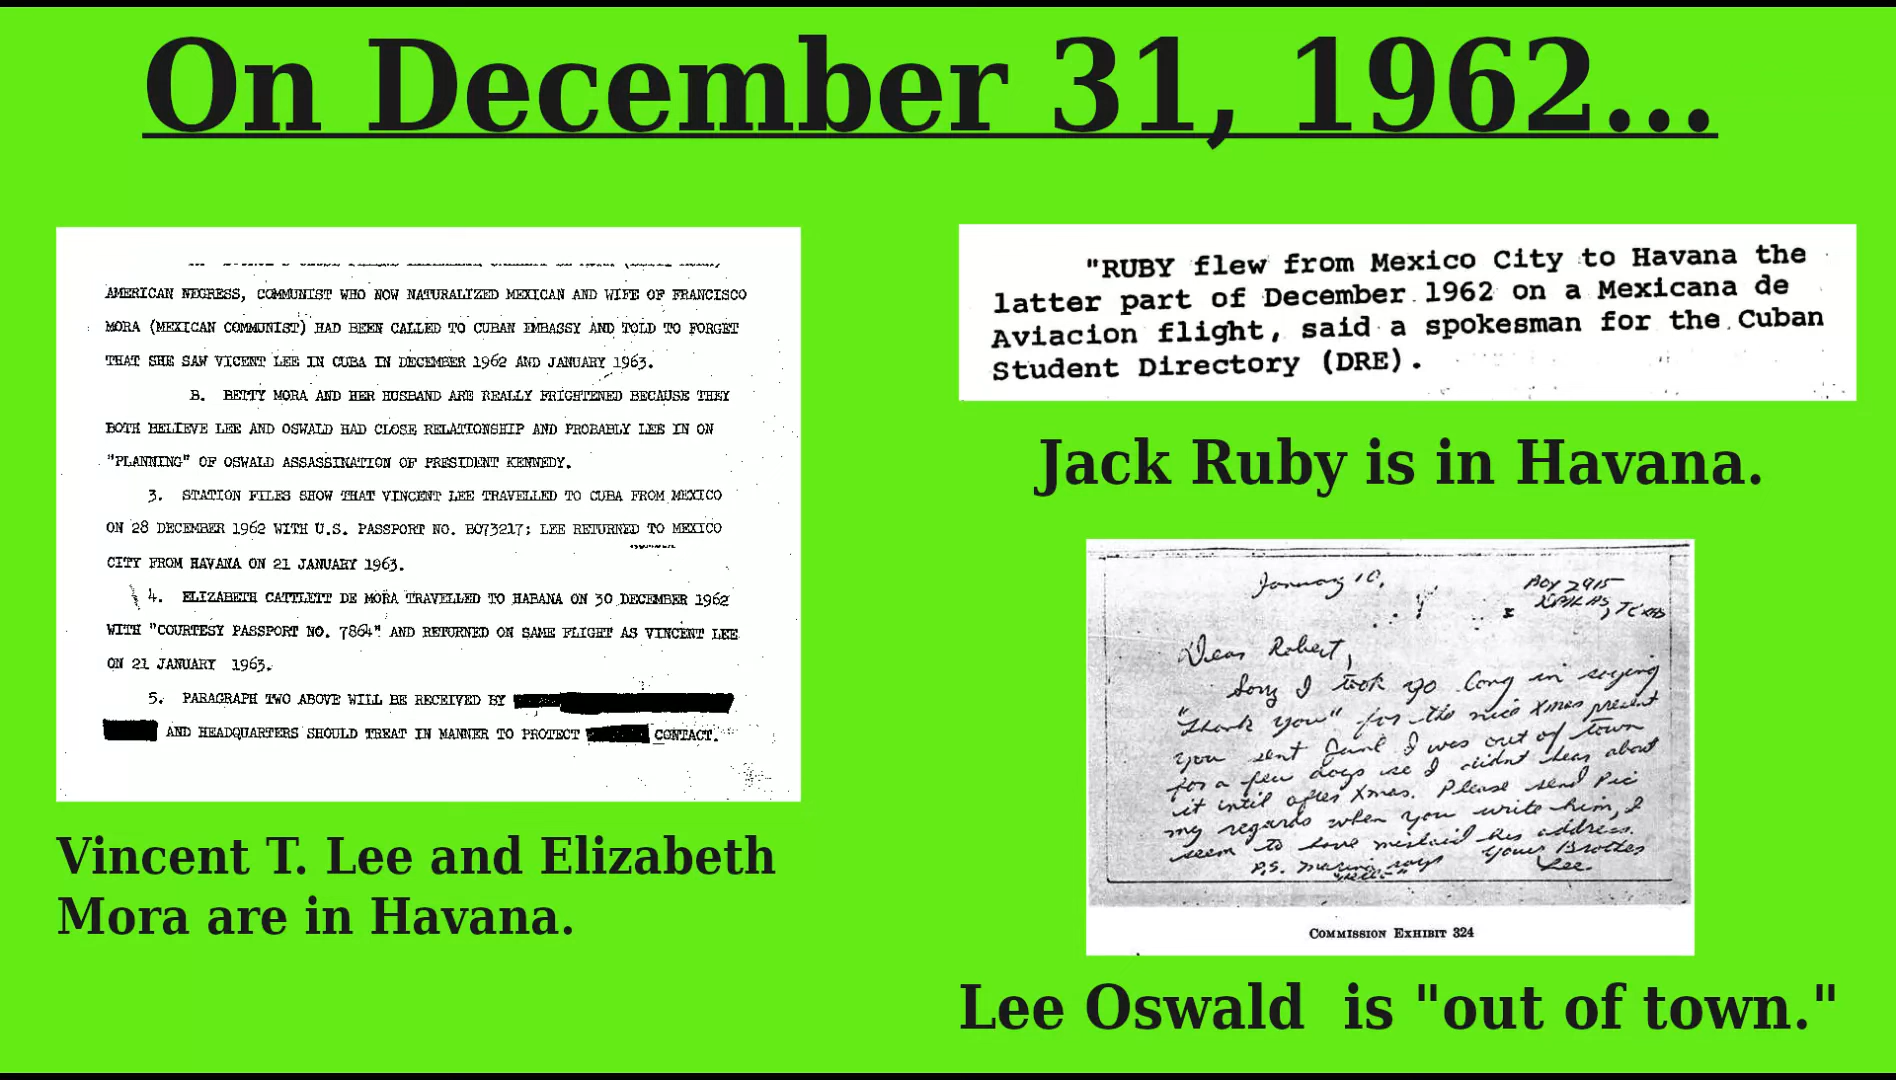 On December 31, 1962...
AMERICAN NEGRESS, COMMUNIST WHO NOW NATURALIZED MEXICAN AND WIFE OF FRANCISCO
MORA (MEXICAN COMMUNIST) HAD BEEN CALLED TO CUBAN EMBASSY AND TOLD TO FORGET
THAT SHE SAW VICENT LEE IN CUBA IN DECEMBER 1962 AND JANUARY 1963.
B. BETTY MORA AND HER HUSBAND ARE REALLY FRIGHTENED BECAUSE THEY
BOTH BELIEVE LEE AND OSWALD HAD CLOSE RELATIONSHIP AND PROBABLY LEE IN ON
"PLANNING" OF OSWALD ASSASSINATION OF PRESIDENT KENNEDY.
3. STATION FILES SHOW THAT VINCENT LEE TRAVELLED TO CUBA FROM MEXICO
ON 28 DECEMBER 1962 WITH U.S. PASSPORT NO. B073217; LEE RETURNED TO MEXICO
CITY FROM HAVANA ON 21 JANUARY 1963.
4. ELIZABETH CATTLETT DE MORA TRAVELLED TO HABANA ON 30 DECEMBER 1962
WITH "COURTESY PASSPORT NO. 7864" AND RETURNED ON SAME FLIGHT AS VINCENT LEE
ON 21 JANUARY 1963.
5. PARAGRAPH TWO ABOVE WILL BE RECEIVED BY
AND HEADQUARTERS SHOULD TREAT IN MANNER TO PROTECT CONTACT.
Vincent T. Lee and Elizabeth
Mora are in Havana.
"RUBY flew from Mexico City to Havana the
latter part of December 1962 on a Mexicana de
Aviacion flight, said a spokesman for the Cuban
Student Directory (DRE).
Jack Ruby is in Havana.
January 10,
Box 2915
Dallas, Texas
Dear Robert,
Sory I took so long in saying
"Thank you" for the nice Xmas present
you sent Junl I was out of town
for a few days so I didnt hear about
it intil after Xmas. Please send Pic
my regards when you write him, I
seem to have mislaid his address.
Your Brother
Lee.
P.S. Marina says
"Hello"
COMMISSION EXHIBIT 324
Lee Oswald is "out of town."